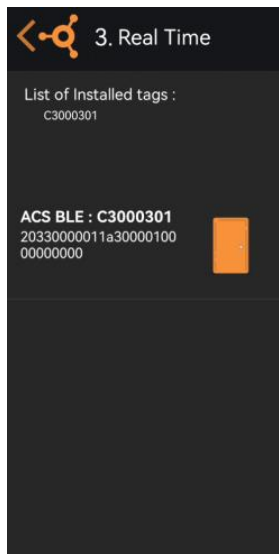 3. Real Time
List of Installed tags :
C3000301
ACS BLE : C3000301
20330000011a30000100
00000000